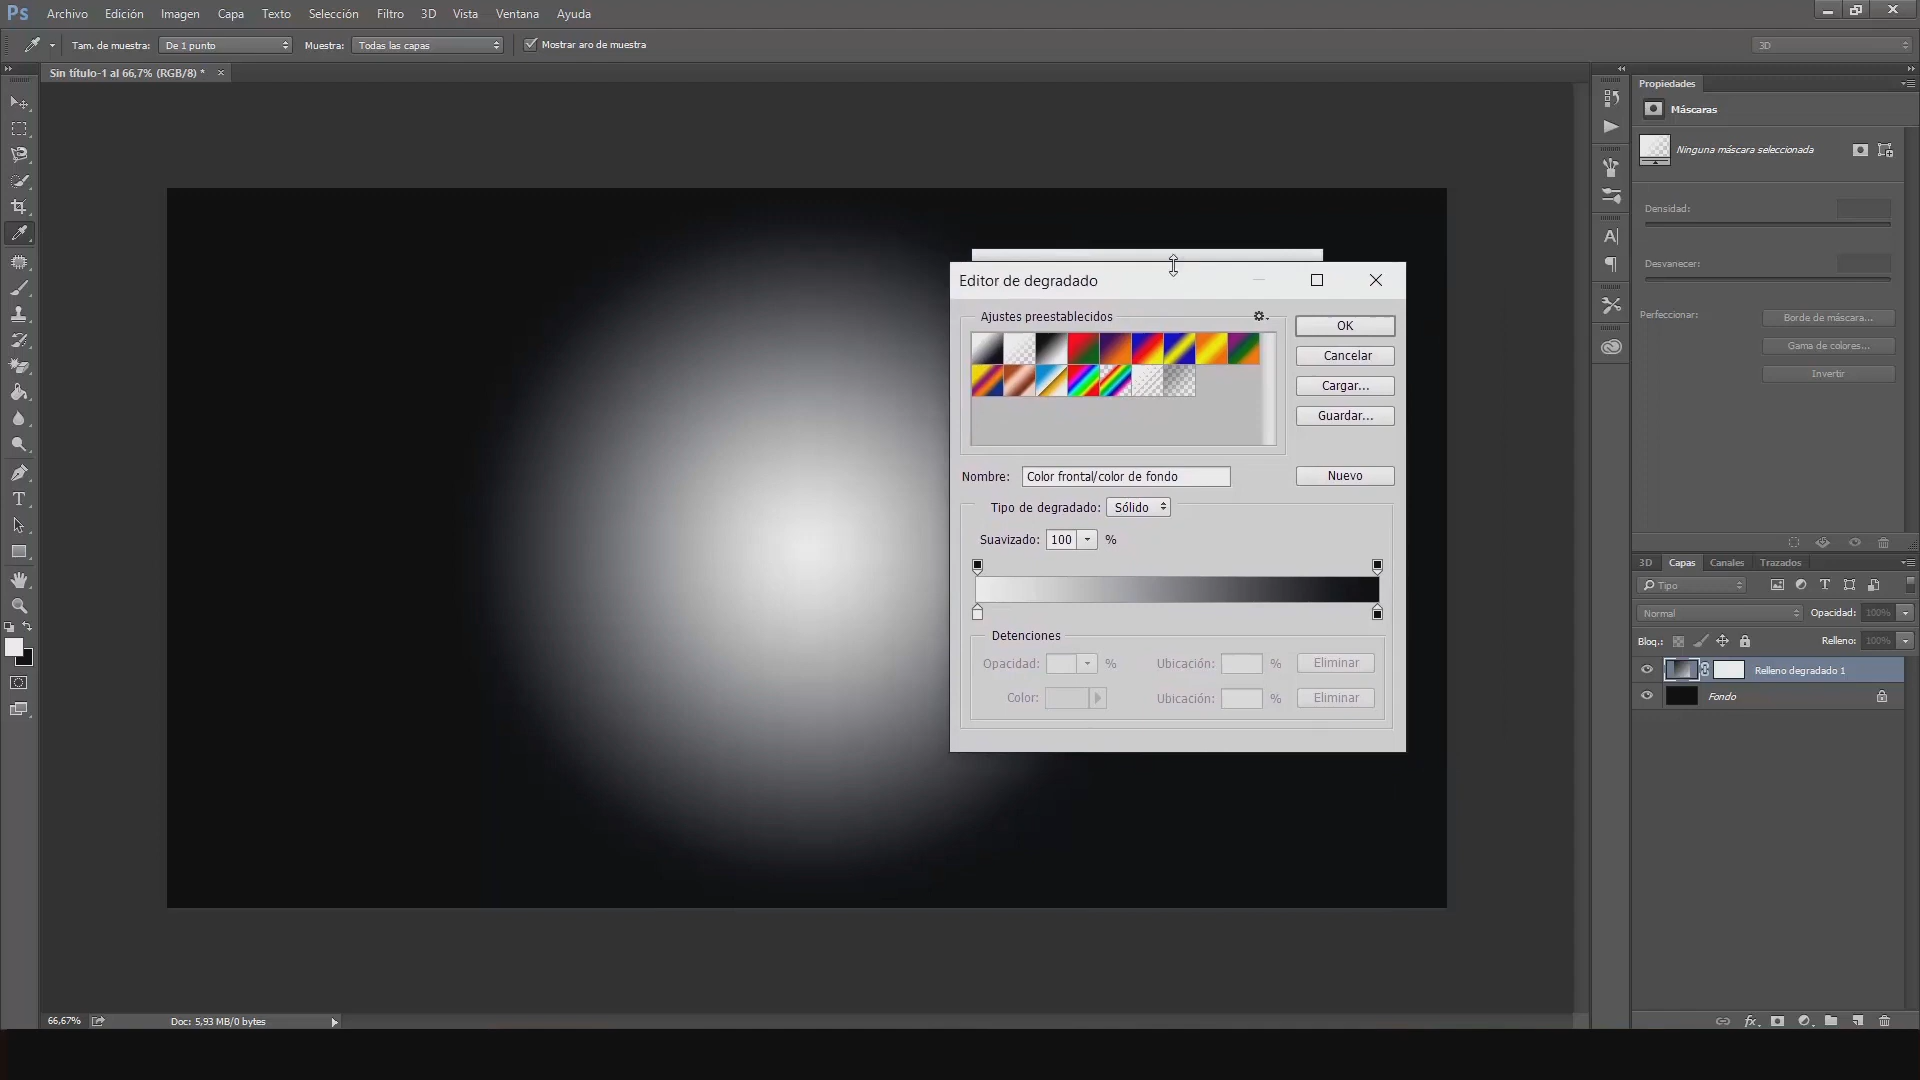 Ps Archivo Edición Imagen Capa Texto Selección Filtro 3D Vista Ventana Ayuda
Tam. de muestra: De 1 punto Muestra: Todas las capas Mostrar aro de muestra 3D
Sin título-1 al 66,7% (RGB/8) * ×
Propiedades
Máscaras
Ninguna máscara seleccionada
Densidad:
Desvanecer:
Perfeccionar: Borde de máscara...
Gama de colores...
Invertir
Editor de degradado
Ajustes preestablecidos
OK
Cancelar
Cargar...
Guardar...
Nombre: Color frontal/color de fondo Nuevo
Tipo de degradado: Sólido
Suavizado: 100 %
Detenciones
Opacidad: % Ubicación: % Eliminar
Color: Ubicación: % Eliminar
3D Capas Canales Trazados
Tipo
Normal Opacidad: 100%
Bloq.: Relleno: 100%
Relleno degradado 1
Fondo
66,67% Doc: 5,93 MB/0 bytes